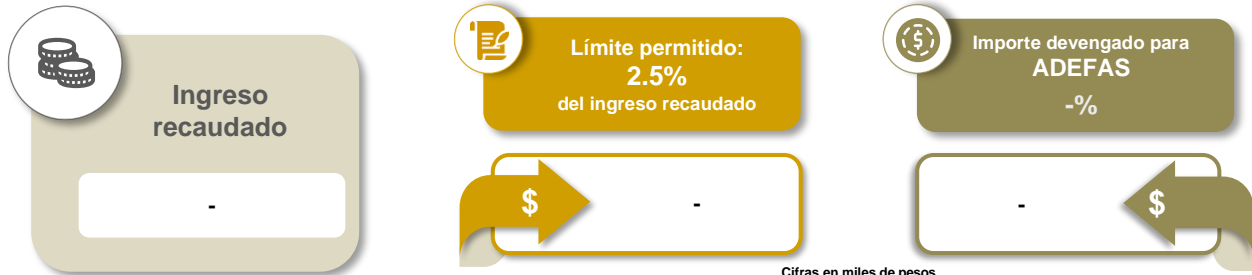 Ingreso
recaudado
-
Límite permitido:
2.5%
del ingreso recaudado
$
-
Importe devengado para
ADEFAS
-%
-
$
Cifras en miles de pesos